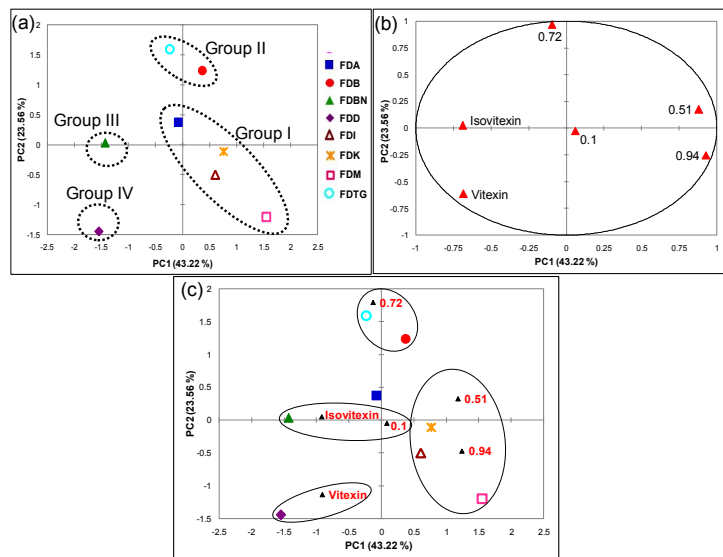 (a)
Group II
Group III
Group I
Group IV
FDA
FDB
FDBN
FDD
FDI
FDK
FDM
FDTG
PC2 (23.56 %)
2
1.5
1
0.5
0
-0.5
-1
-1.5
-2.5 -2 -1.5 -1 -0.5 0 0.5 1 1.5 2 2.5
PC1 (43.22 %)
(b)
0.72
0.51
Isovitexin
0.1
0.94
Vitexin
PC2 (23.56 %)
1
0.75
0.5
0.25
0
-0.25
-0.5
-0.75
-1
-1 -0.75 -0.5 -0.25 0 0.25 0.5 0.75 1
PC1 (43.22 %)
(c)
0.72
0.51
Isovitexin
0.1
0.94
Vitexin
PC2 (23.56 %)
2
1.5
1
0.5
0
-0.5
-1
-1.5
-2.5 -2 -1.5 -1 -0.5 0 0.5 1 1.5 2 2.5
PC1 (43.22 %)